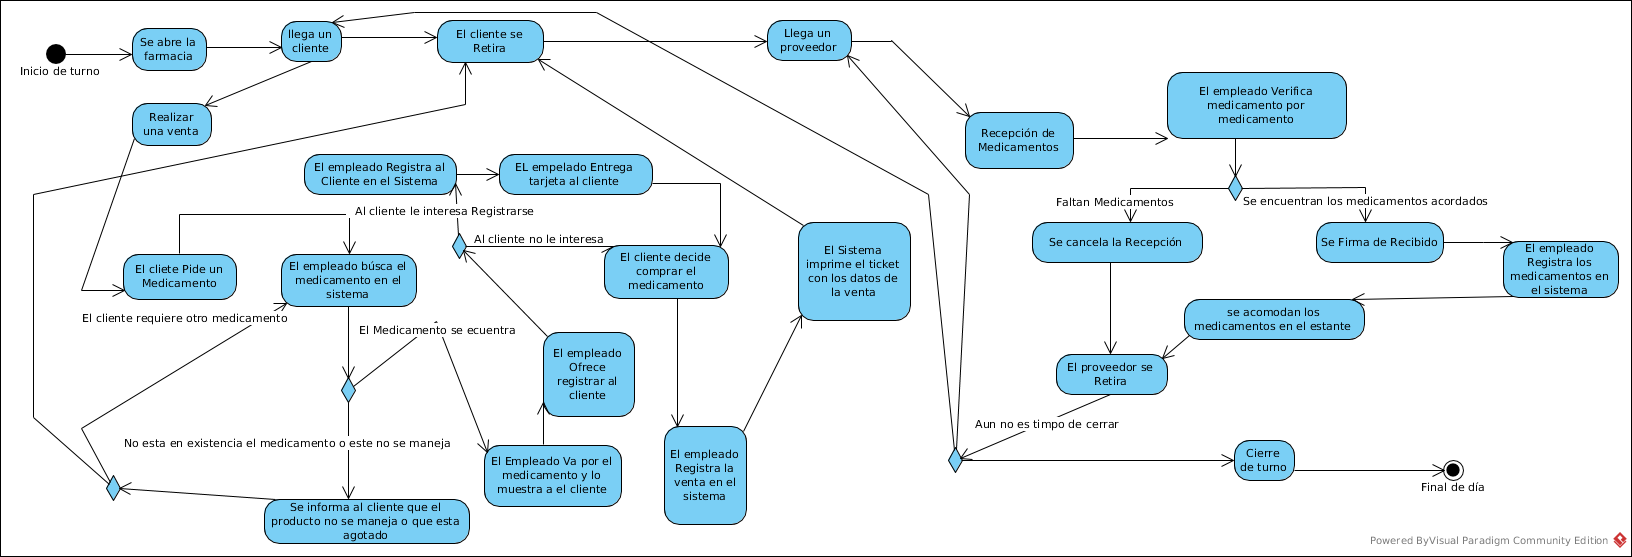 Inicio de turno
Se abre la
farmacia
llega un
cliente
El cliente se
Retira
Llega un
proveedor
Realizar
una venta
Recepción de
Medicamentos
El empleado Verifica
medicamento por
medicamento
Faltan Medicamentos
Se encuentran los medicamentos acordados
Se cancela la Recepción
Se Firma de Recibido
El empleado
Registra los
medicamentos en
el sistema
se acomodan los
medicamentos en el estante
El proveedor se
Retira
Aun no es timpo de cerrar
Cierre
de turno
Final de día
El empleado Registra al
Cliente en el Sistema
EL empelado Entrega
tarjeta al cliente
Al cliente le interesa Registrarse
Al cliente no le interesa
El cliente decide
comprar el
medicamento
El Sistema
imprime el ticket
con los datos de
la venta
El cliete Pide un
Medicamento
El empleado búsca el
medicamento en el
sistema
El cliente requiere otro medicamento
El Medicamento se ecuentra
El empleado
Ofrece
registrar al
cliente
No esta en existencia el medicamento o este no se maneja
El Empleado Va por el
medicamento y lo
muestra a el cliente
El empleado
Registra la
venta en el
sistema
Se informa al cliente que el
producto no se maneja o que esta
agotado
Powered ByVisual Paradigm Community Edition